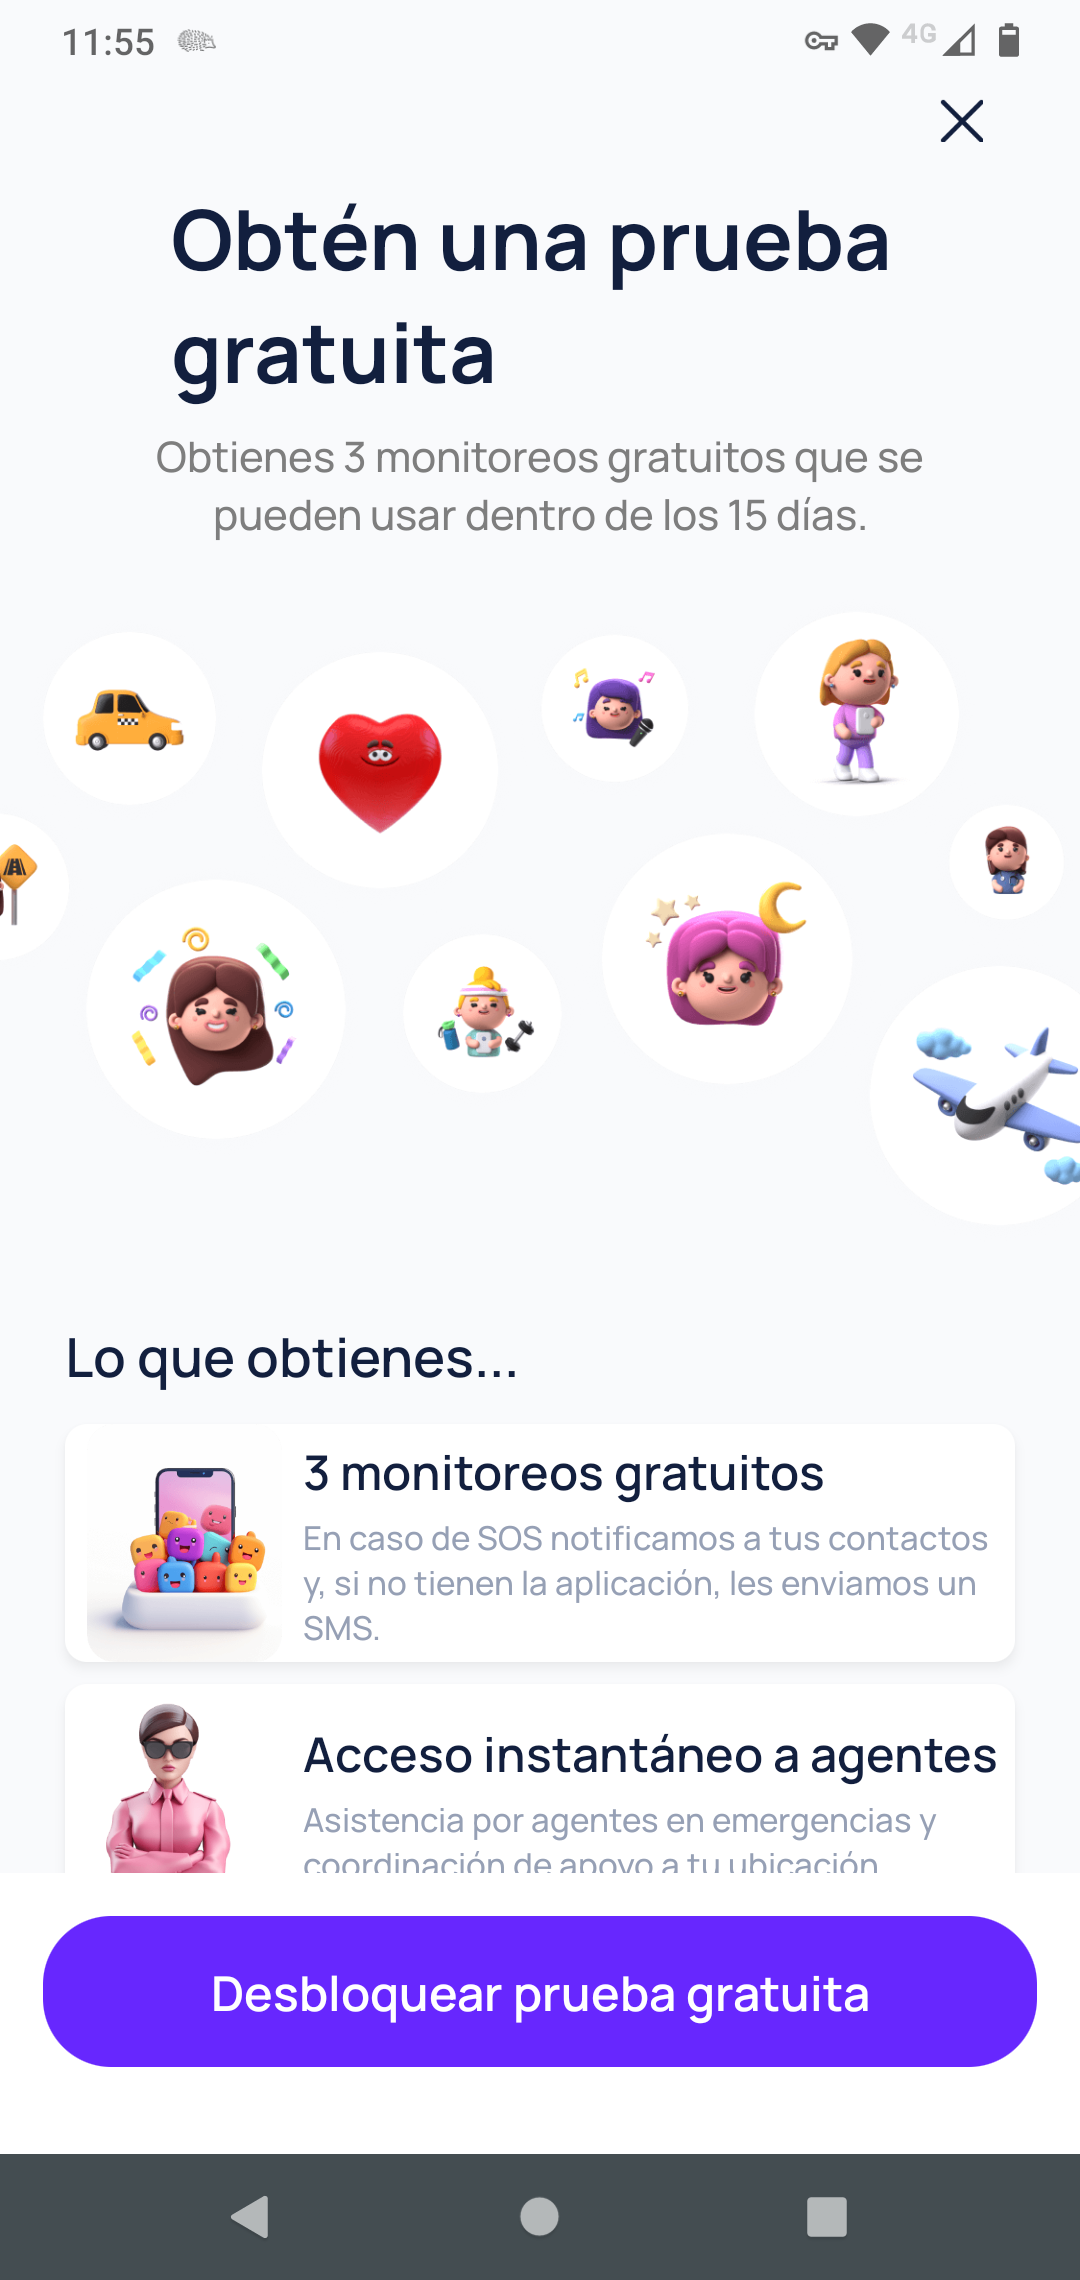 11:55
4G
Obtén una prueba
gratuita
Obtienes 3 monitoreos gratuitos que se
pueden usar dentro de los 15 días.
Lo que obtienes...
3 monitoreos gratuitos
En caso de SOS notificamos a tus contactos
y, si no tienen la aplicación, les enviamos un
SMS.
Acceso instantáneo a agentes
Asistencia por agentes en emergencias y
coordinación de apoyo a tu ubicación
Desbloquear prueba gratuita